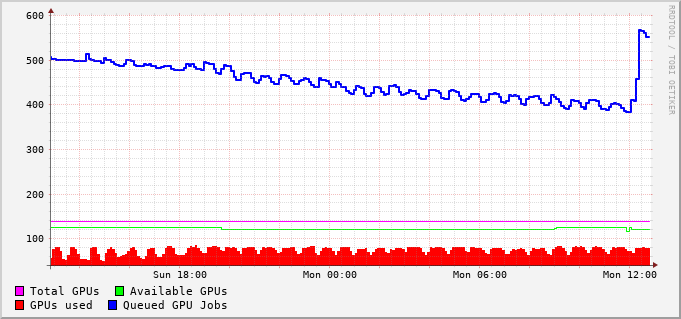 600
500
400
300
200
100
Sun 18:00 Mon 00:00 Mon 06:00 Mon 12:00
Total GPUs Available GPUs
GPUs used Queued GPU Jobs
RRDTOOL / TOBI OETIKER